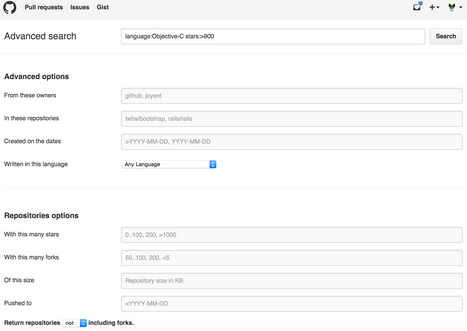 Pull requests Issues Gist
Advanced search language:Objective-C stars:>900 Search
Advanced options
From these owners github, joyent
In these repositories twbs/bootstrap, rails/rails
Created on the dates >YYYY-MM-DD, YYYY-MM-DD
Written in this language Any Language
Repositories options
With this many stars 0..100, 200, >1000
With this many forks 50..100, 200, <5
Of this size Repository size in KB
Pushed to <YYYY-MM-DD
Return repositories not including forks.